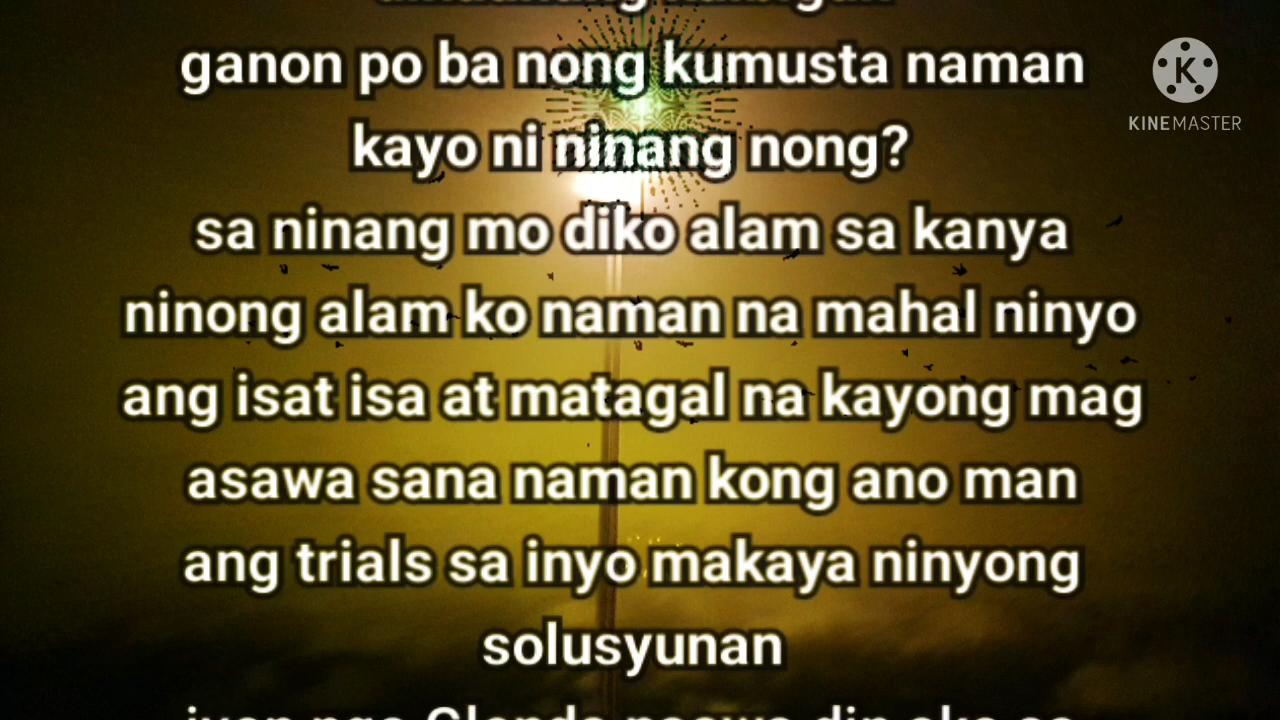 ganon po ba nong kumusta naman
kayo ni ninang nong?
sa ninang mo diko alam sa kanya
ninong alam ko naman na mahal ninyo
ang isat isa at matagal na kayong mag
asawa sana naman kong ano man
ang trials sa inyo makaya ninyong
solusyunan
KINEMASTER